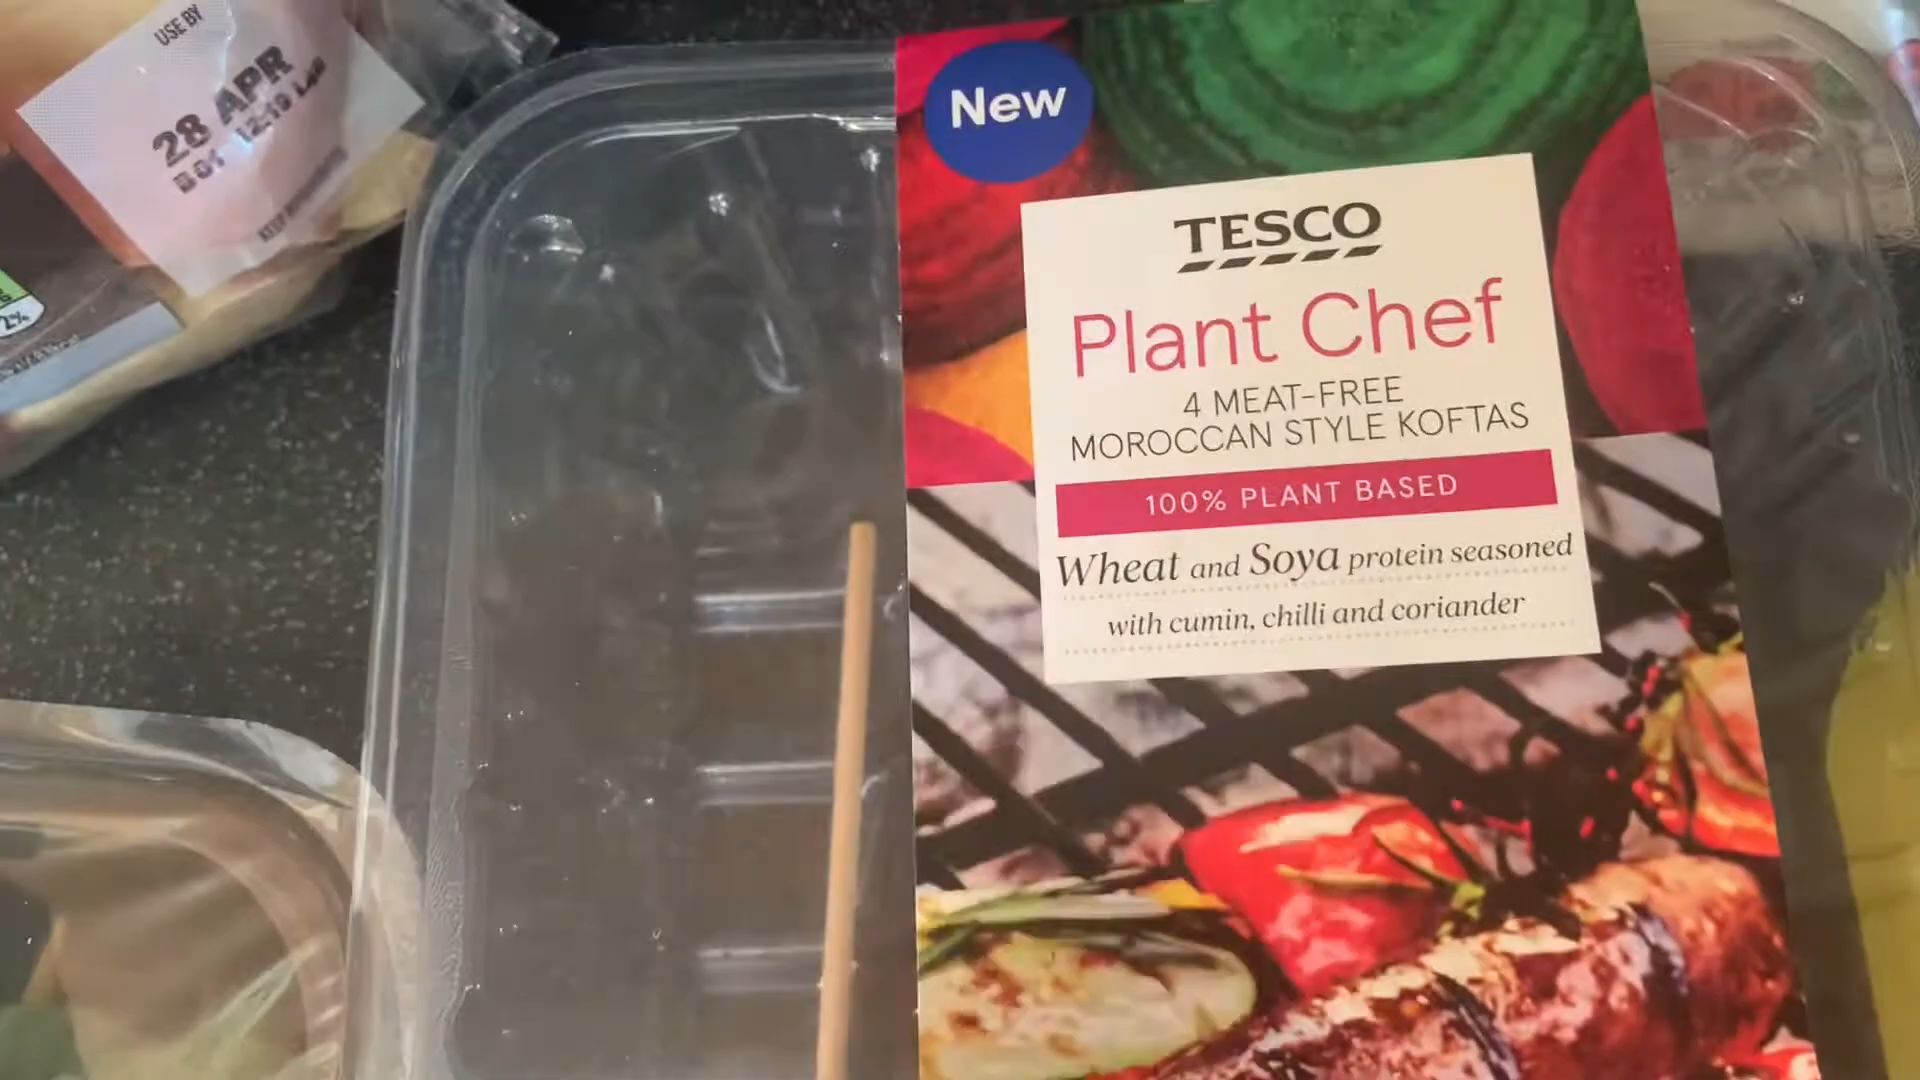 USE BY
28 APR
New
TESCO
Plant Chef
4 MEAT-FREE
MOROCCAN STYLE KOFTAS
100% PLANT BASED
Wheat and Soya protein seasoned
with cumin, chilli and coriander
2%